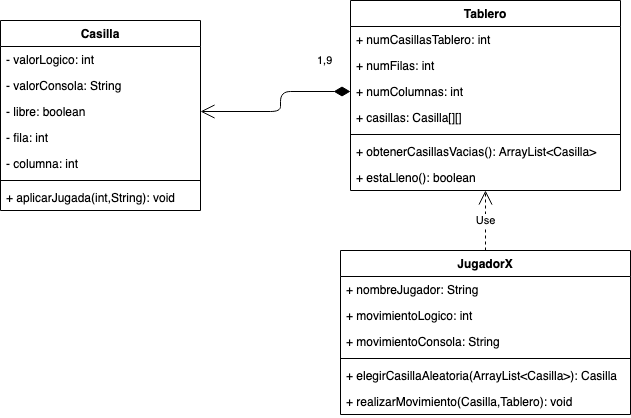 Casilla
- valorLogico: int
- valorConsola: String
- libre: boolean
- fila: int
- columna: int
+ aplicarJugada(int,String): void
1,9
Tablero
+ numCasillasTablero: int
+ numFilas: int
+ numColumnas: int
+ casillas: Casilla[][]
+ obtenerCasillasVacias(): ArrayList<Casilla>
+ estaLleno(): boolean
Use
JugadorX
+ nombreJugador: String
+ movimientoLogico: int
+ movimientoConsola: String
+ elegirCasillaAleatoria(ArrayList<Casilla>): Casilla
+ realizarMovimiento(Casilla,Tablero): void